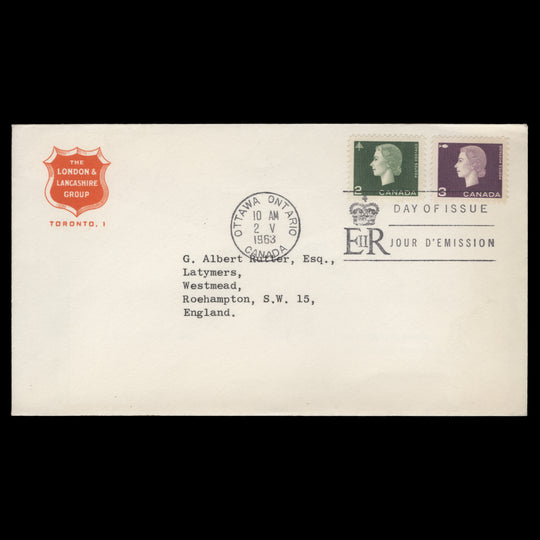 THE
LONDON &
LANCASHIRE
GROUP
TORONTO, 1
2
CANADA
3
CANADA
OTTAWA ONTARIO
10 AM
2 V
1963
CANADA
DAY OF ISSUE
EIIR
JOUR D'EMISSION
G. Albert Rutter, Esq.,
Latymers,
Westmead,
Roehampton, S.W. 15,
England.